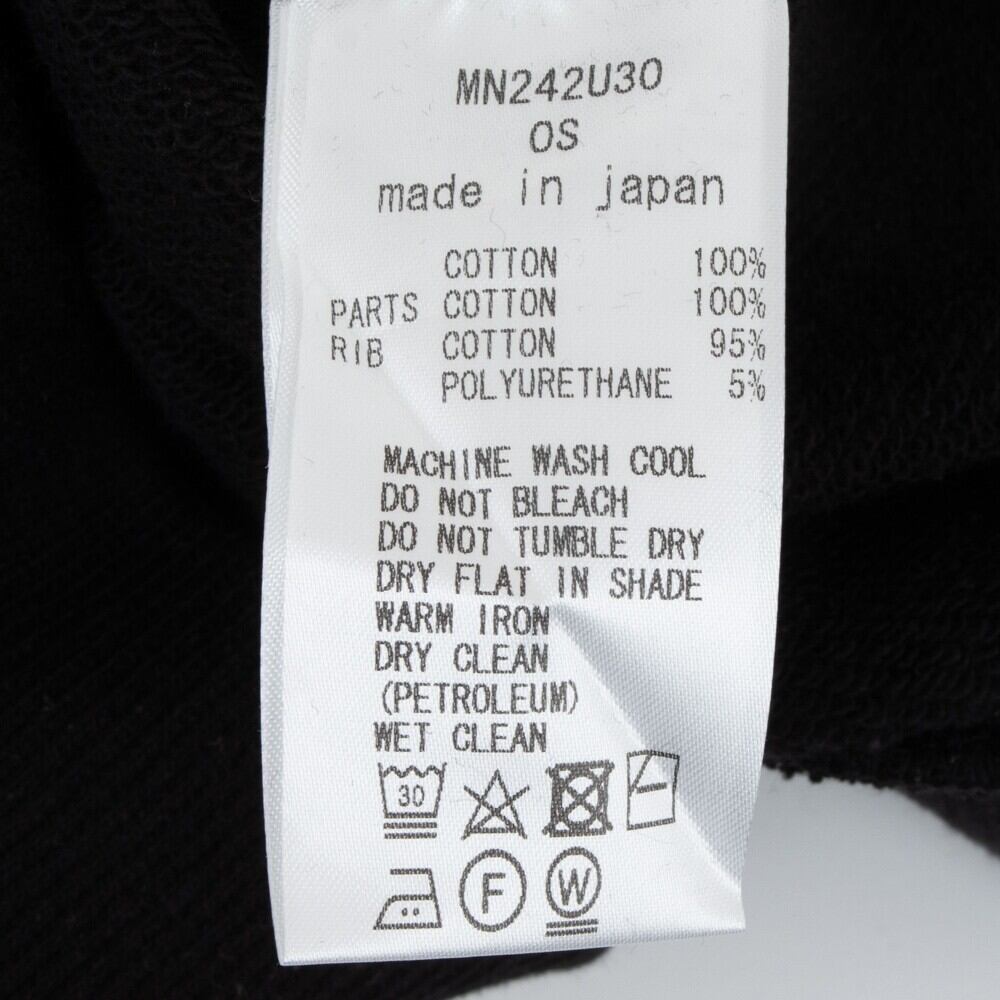 MN242U30
OS
made in japan
COTTON 100%
PARTS COTTON 100%
RIB COTTON 95%
POLYURETHANE 5%
MACHINE WASH COOL
DO NOT BLEACH
DO NOT TUMBLE DRY
DRY FLAT IN SHADE
WARM IRON
DRY CLEAN
(PETROLEUM)
WET CLEAN
30
F W